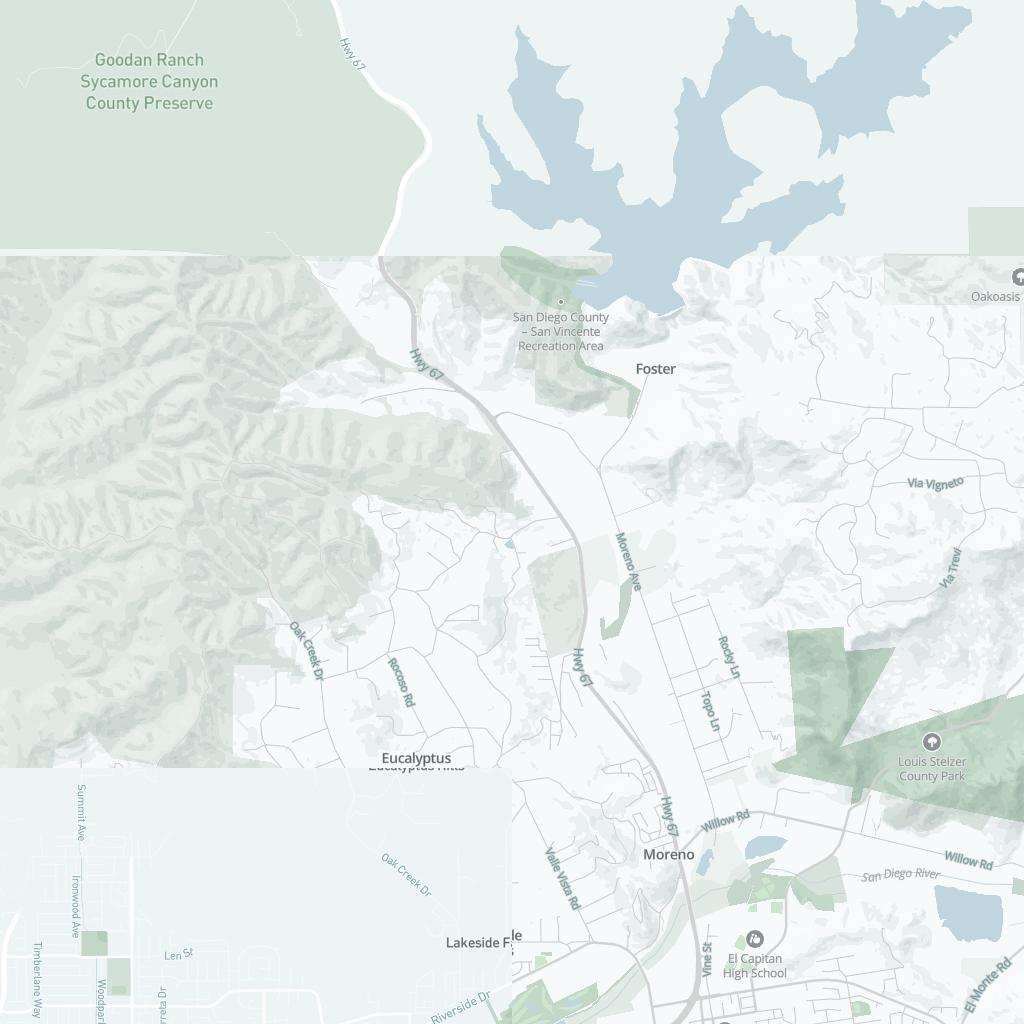 Goodan Ranch
Sycamore Canyon
County Preserve
Hwy 67
Oakoasis
San Diego County
– San Vincente
Recreation Area
Hwy 67
Foster
Via Vigneto
Moreno Ave
Via Trevi
Oak Creek Dr
Rocoso Rd
Hwy 67
Rocky Ln
Topo Ln
Louis Stelzer
County Park
Eucalyptus
Summit Ave
Hwy 67
Willow Rd
Moreno
Willow Rd
Oak Creek Dr
Valle Vista Rd
San Diego River
Ironwood Ave
Lakeside F
Len St
Timberlane Way
Vine St
El Capitan
High School
El Monte Rd
Riverside Dr